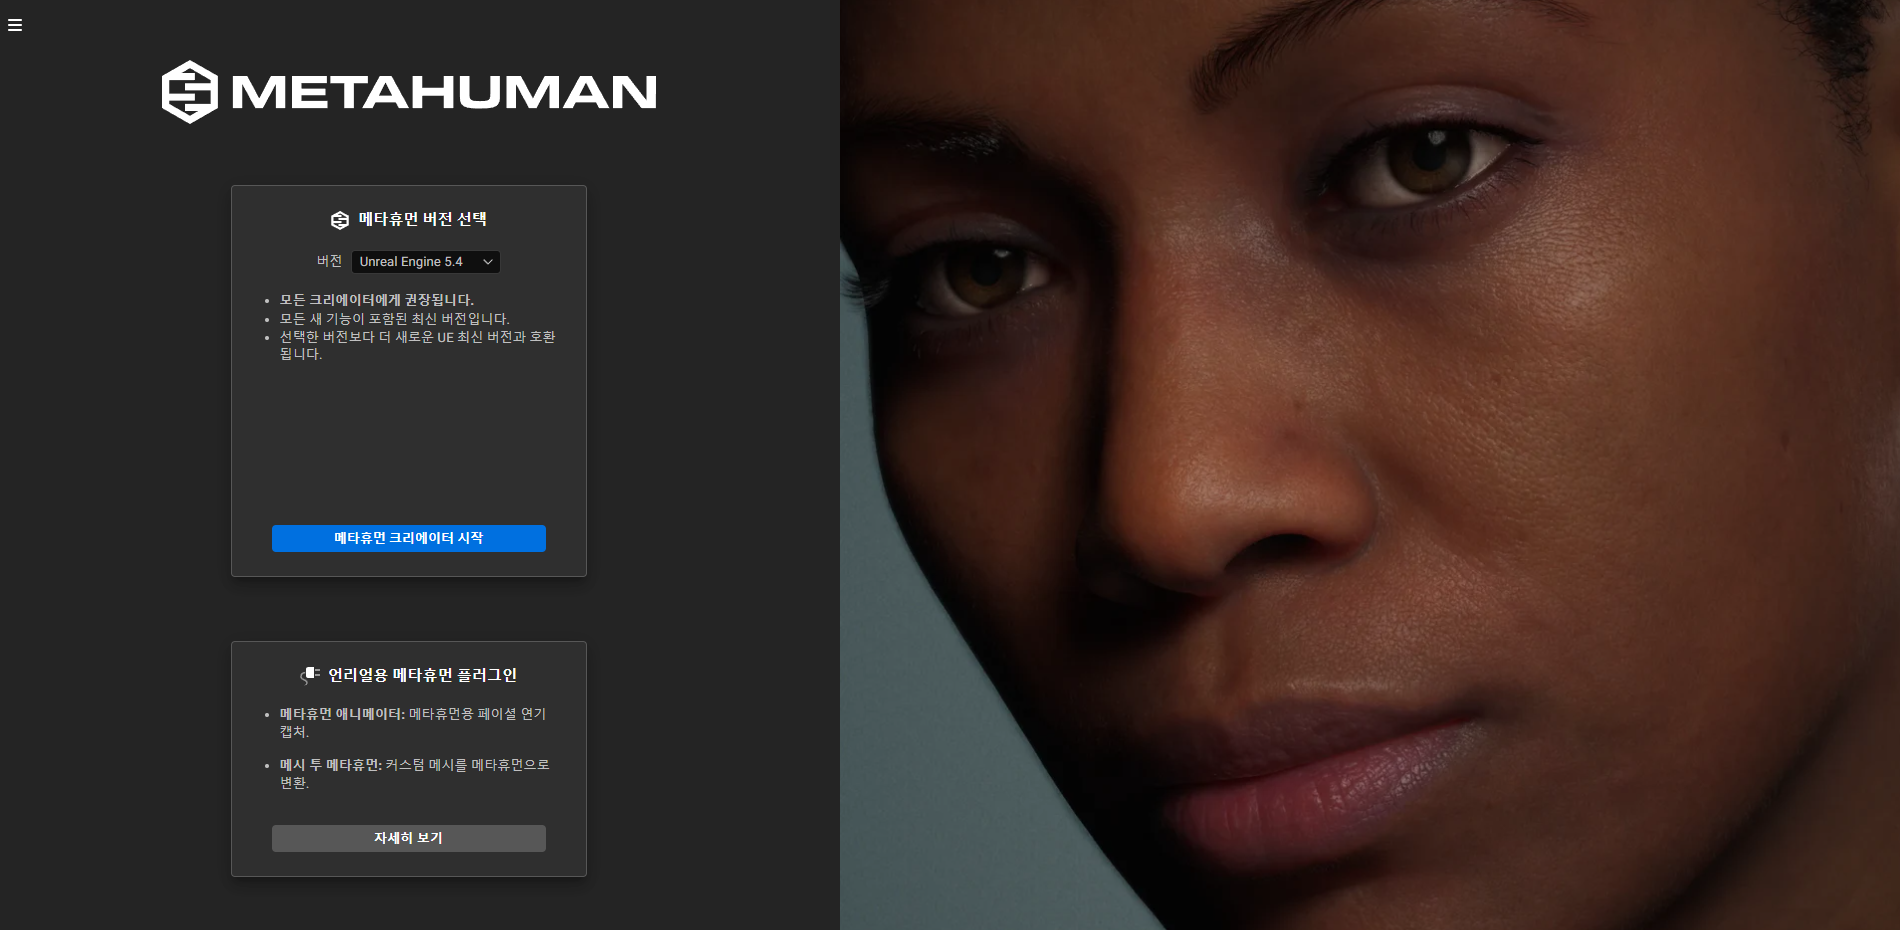 METAHUMAN
메타휴먼 버전 선택
버전 Unreal Engine 5.4
모든 크리에이터에게 권장됩니다.
모든 새 기능이 포함된 최신 버전입니다.
선택한 버전보다 더 새로운 UE 최신 버전과 호환
됩니다.
메타휴먼 크리에이터 시작
언리얼용 메타휴먼 플러그인
메타휴먼 애니메이터: 메타휴먼용 페이셜 연기
캡처.
메시 투 메타휴먼: 커스텀 메시를 메타휴먼으로
변환.
자세히 보기